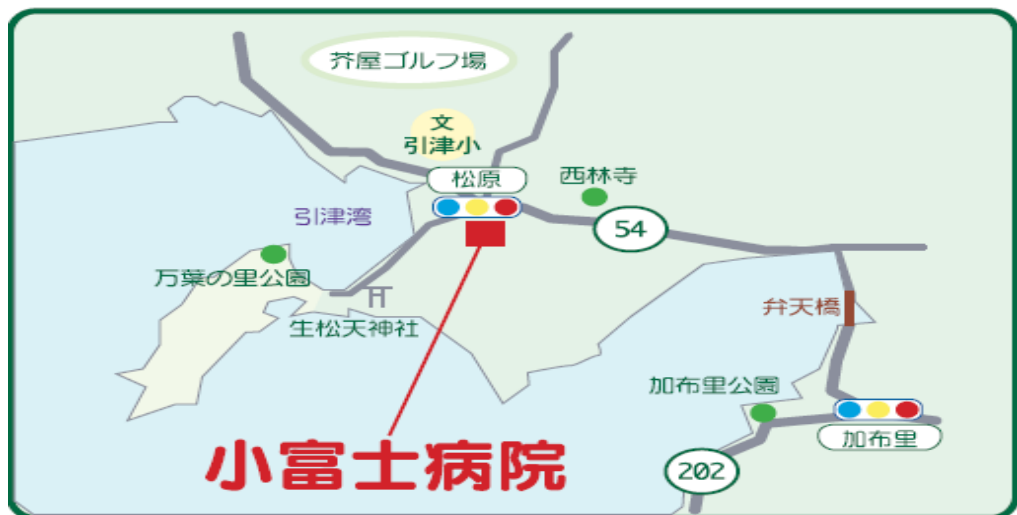 芥屋ゴルフ場
文
引津小
松原
西林寺
引津湾
54
万葉の里公園
弁天橋
生松天神社
加布里公園
加布里
小富士病院
202